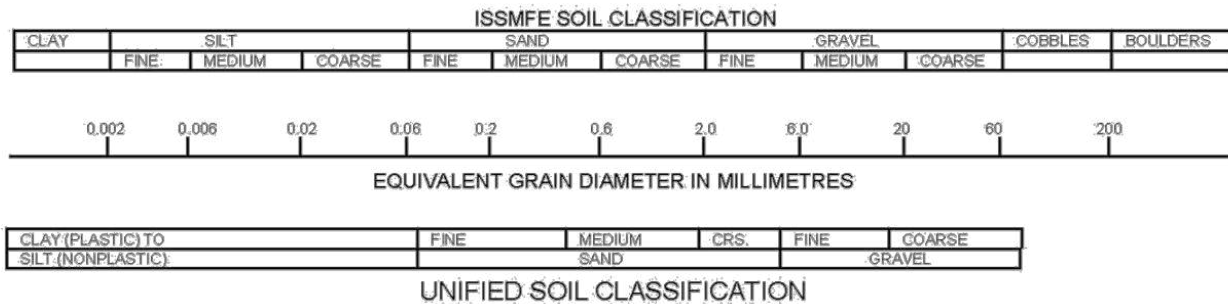 ISSMFE SOIL CLASSIFICATION
CLAY SILT SAND GRAVEL COBBLES BOULDERS
FINE MEDIUM COARSE FINE MEDIUM COARSE FINE MEDIUM COARSE
0.002 0.006 0.02 0.06 0.2 0.6 2.0 6.0 20 60 200
EQUIVALENT GRAIN DIAMETER IN MILLIMETRES
CLAY (PLASTIC) TO FINE MEDIUM CRS. FINE COARSE
SILT (NONPLASTIC) SAND GRAVEL
UNIFIED SOIL CLASSIFICATION